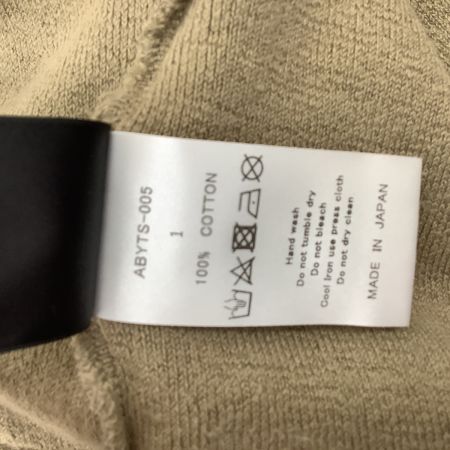 ABYTS-005
1
100% COTTON
Hand wash
Do not tumble dry
Do not bleach
Cool Iron use press cloth
Do not dry clean
MADE IN JAPAN